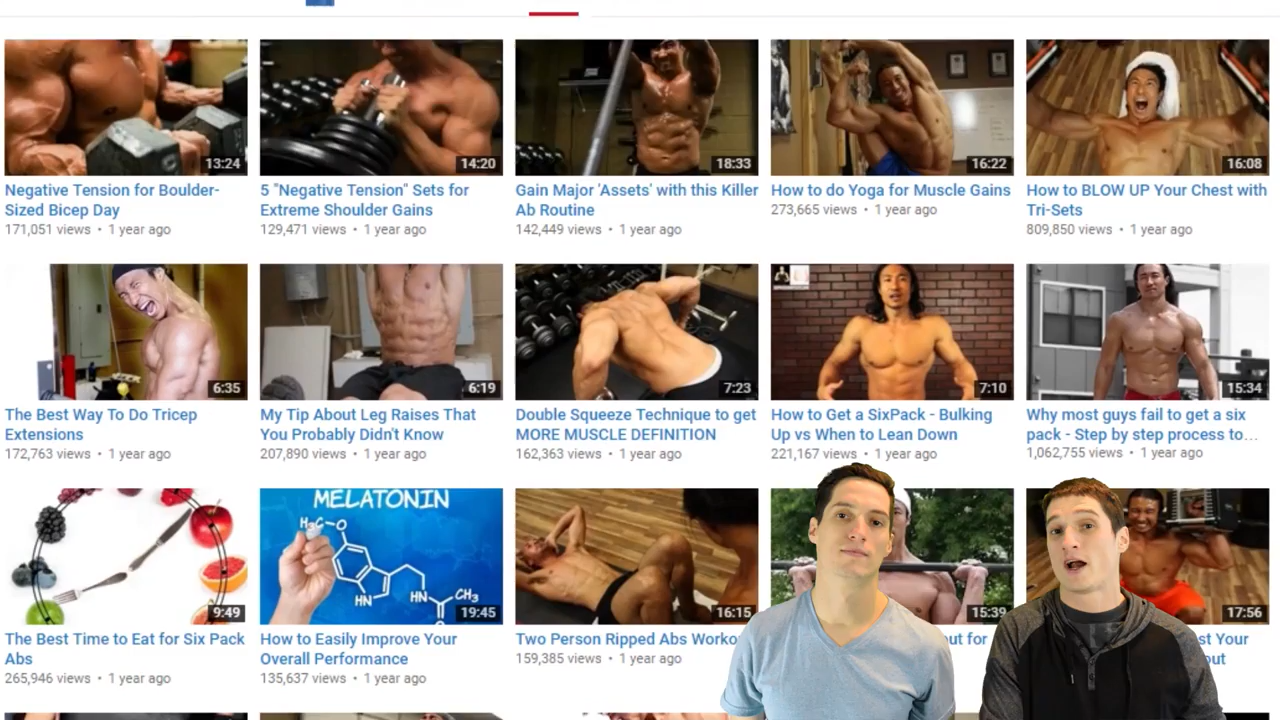 13:24
14:20
18:33
16:22
16:08
Negative Tension for Boulder-
Sized Bicep Day
171,051 views • 1 year ago
5 "Negative Tension" Sets for
Extreme Shoulder Gains
129,471 views • 1 year ago
Gain Major 'Assets' with this Killer
Ab Routine
142,449 views • 1 year ago
How to do Yoga for Muscle Gains
273,665 views • 1 year ago
How to BLOW UP Your Chest with
Tri-Sets
809,850 views • 1 year ago
6:35
6:19
7:23
7:10
15:34
The Best Way To Do Tricep
Extensions
172,763 views • 1 year ago
My Tip About Leg Raises That
You Probably Didn't Know
207,890 views • 1 year ago
Double Squeeze Technique to get
MORE MUSCLE DEFINITION
162,363 views • 1 year ago
How to Get a SixPack - Bulking
Up vs When to Lean Down
221,167 views • 1 year ago
Why most guys fail to get a six
pack - Step by step process to...
1,062,755 views • 1 year ago
MELATONIN
H₃C O
HN
HN
CH₃
O
9:49
19:45
16:15
15:39
17:56
The Best Time to Eat for Six Pack
Abs
265,946 views • 1 year ago
How to Easily Improve Your
Overall Performance
135,637 views • 1 year ago
Two Person Ripped Abs
159,385 views • 1 year ago
for
Your